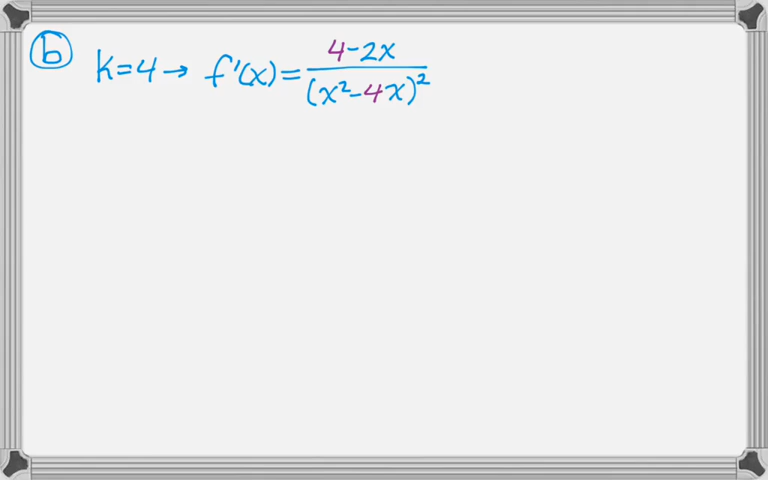 (b) k=4 → f'(x) = (4-2x)/(x²-4x)²